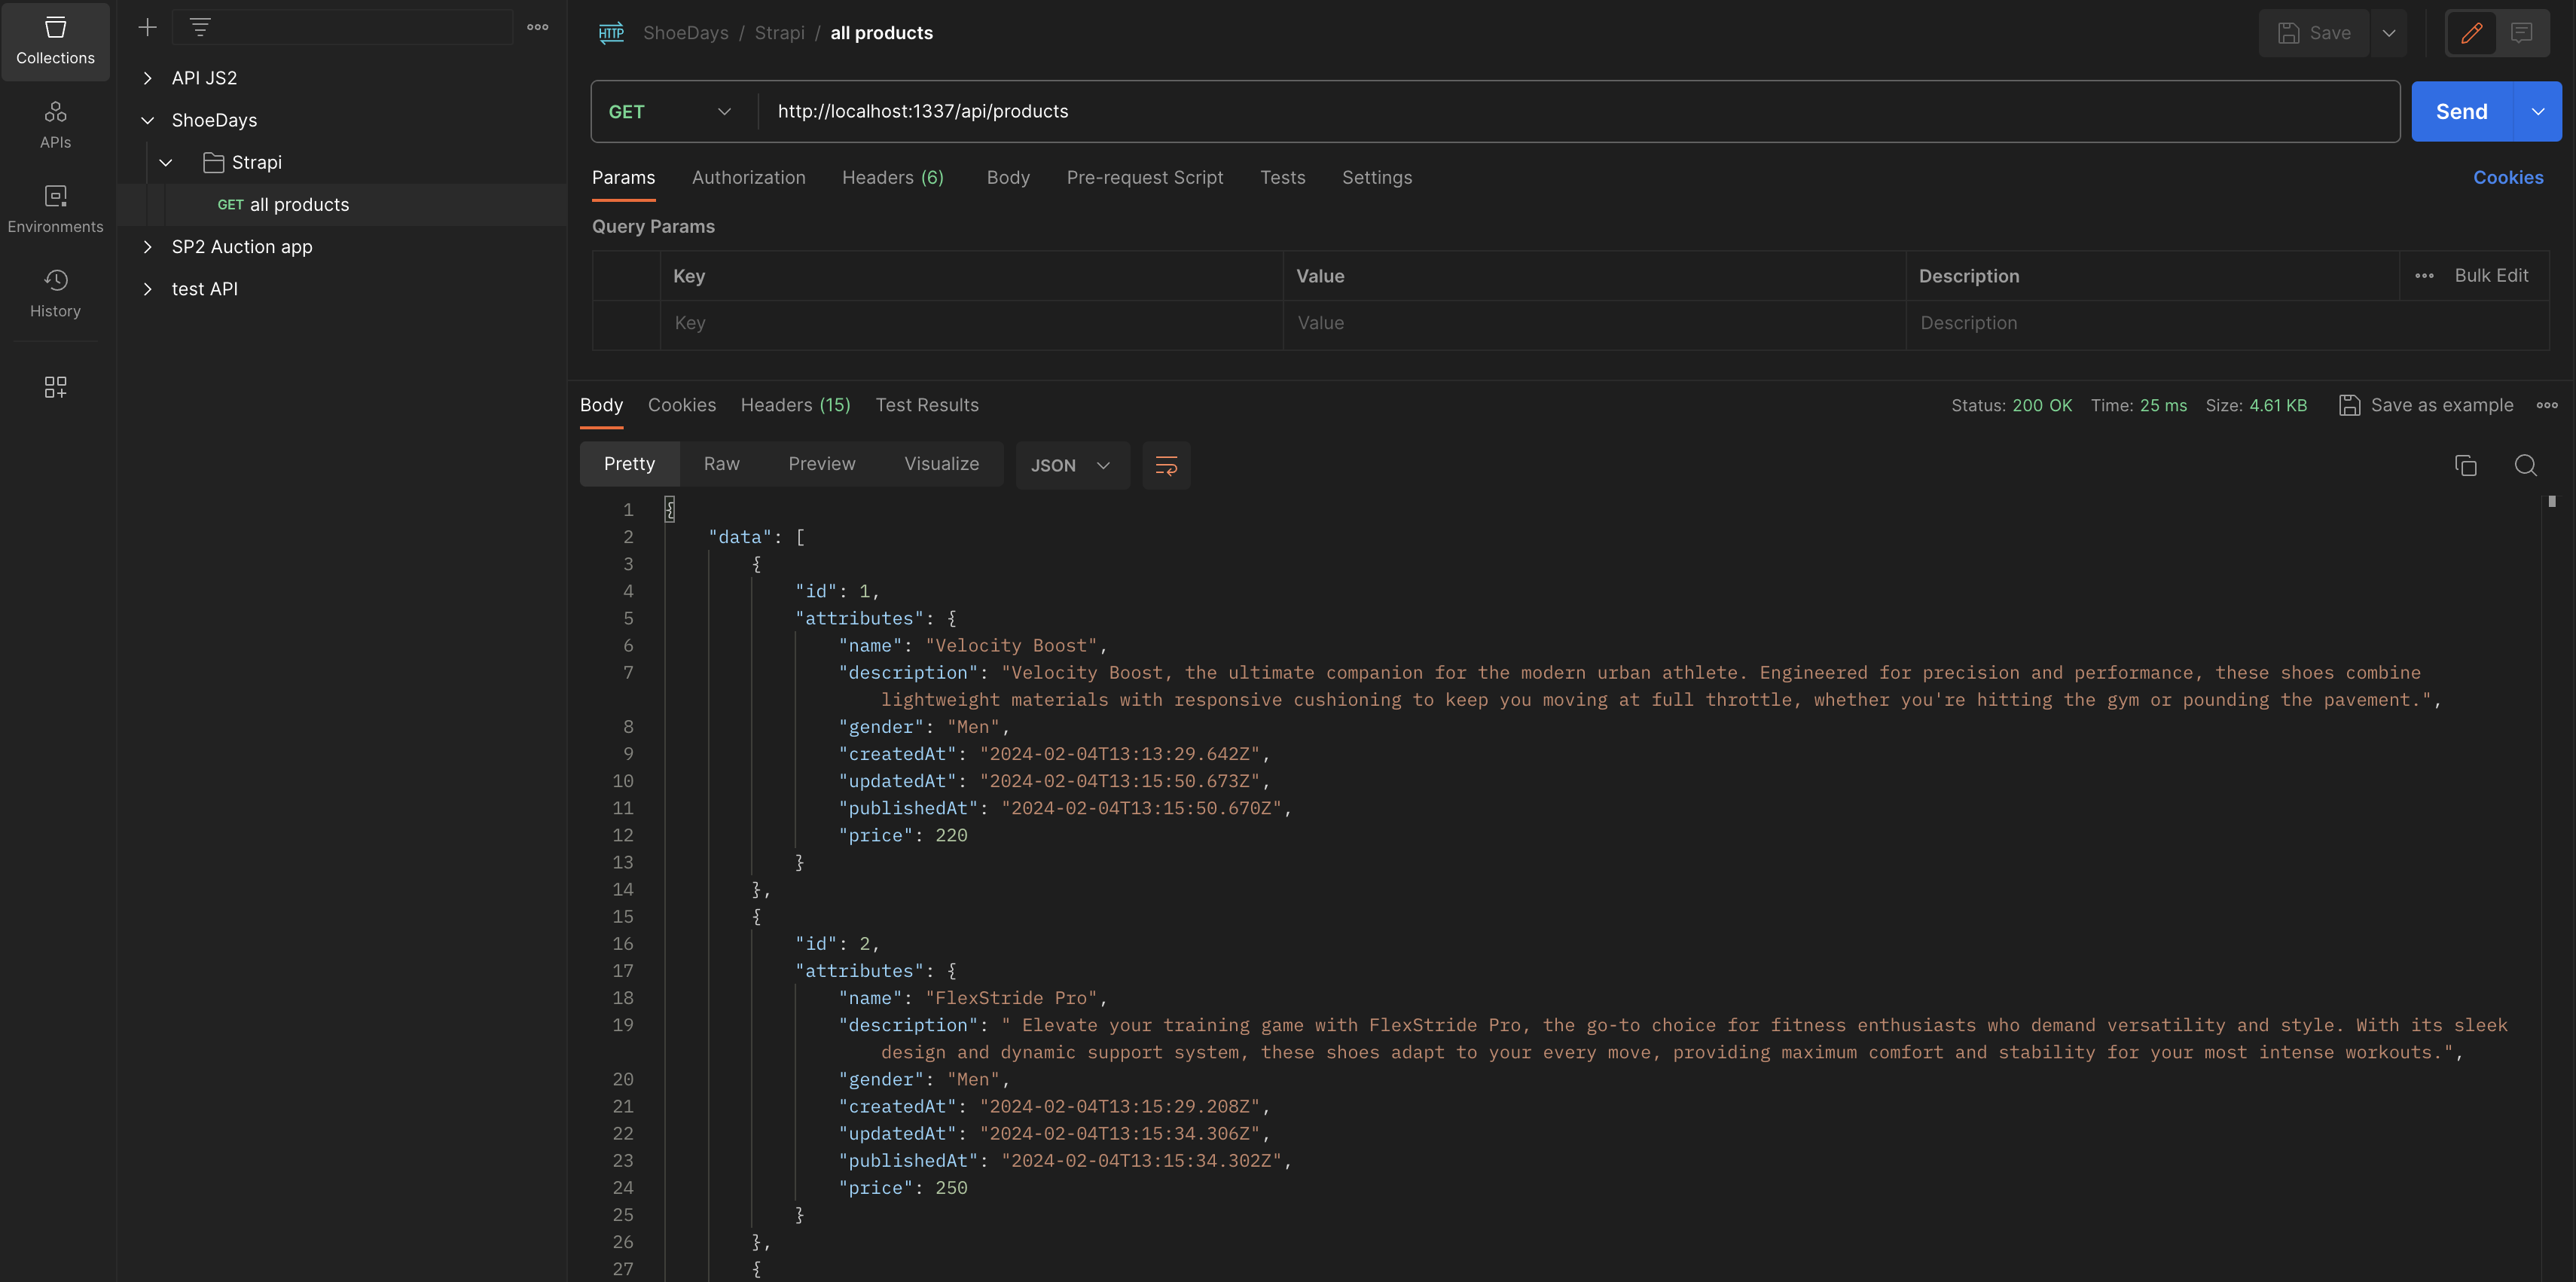 Collections
APIs
Environments
History
API JS2
ShoeDays
Strapi
GET all products
SP2 Auction app
test API
HTTP ShoeDays / Strapi / all products
Save
GET http://localhost:1337/api/products
Send
Params Authorization Headers (6) Body Pre-request Script Tests Settings
Cookies
Query Params
Key Value Description Bulk Edit
Key Value Description
Body Cookies Headers (15) Test Results
Status: 200 OK Time: 25 ms Size: 4.61 KB Save as example
Pretty Raw Preview Visualize JSON
1 {
2 "data": [
3 {
4 "id": 1,
5 "attributes": {
6 "name": "Velocity Boost",
7 "description": "Velocity Boost, the ultimate companion for the modern urban athlete. Engineered for precision and performance, these shoes combine
lightweight materials with responsive cushioning to keep you moving at full throttle, whether you're hitting the gym or pounding the pavement.",
8 "gender": "Men",
9 "createdAt": "2024-02-04T13:13:29.642Z",
10 "updatedAt": "2024-02-04T13:15:50.673Z",
11 "publishedAt": "2024-02-04T13:15:50.670Z",
12 "price": 220
13 }
14 },
15 {
16 "id": 2,
17 "attributes": {
18 "name": "FlexStride Pro",
19 "description": " Elevate your training game with FlexStride Pro, the go-to choice for fitness enthusiasts who demand versatility and style. With its sleek
design and dynamic support system, these shoes adapt to your every move, providing maximum comfort and stability for your most intense workouts.",
20 "gender": "Men",
21 "createdAt": "2024-02-04T13:15:29.208Z",
22 "updatedAt": "2024-02-04T13:15:34.306Z",
23 "publishedAt": "2024-02-04T13:15:34.302Z",
24 "price": 250
25 }
26 },
27 {